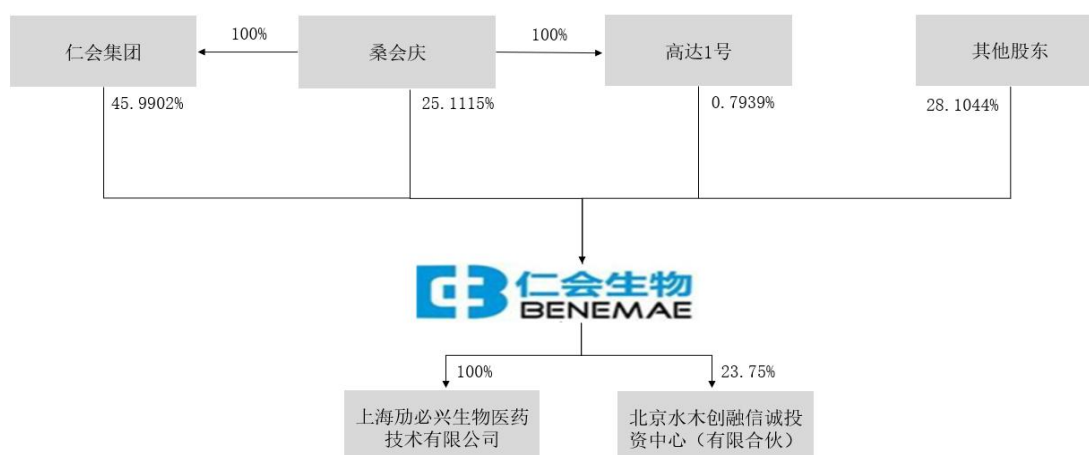 100%
100%
仁会集团
桑会庆
高达1号
其他股东
45.9902%
25.1115%
0.7939%
28.1044%
仁会生物
BENEMAE
100%
23.75%
上海劢必兴生物医药
技术有限公司
北京水木创融信诚投
资中心（有限合伙）